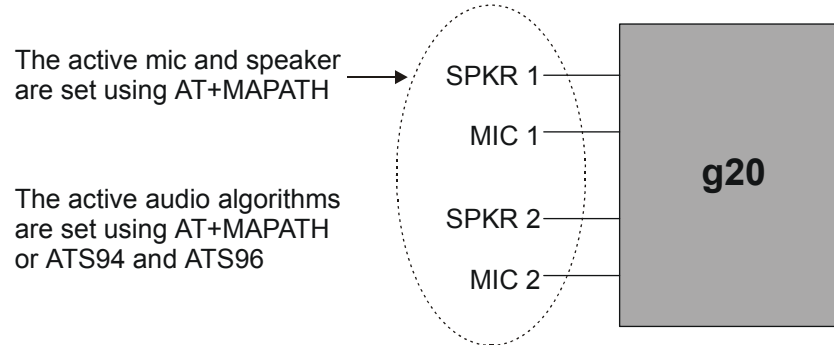 The active mic and speaker
are set using AT+MAPATH
The active audio algorithms
are set using AT+MAPATH
or ATS94 and ATS96
SPKR 1
MIC 1
SPKR 2
MIC 2
g20